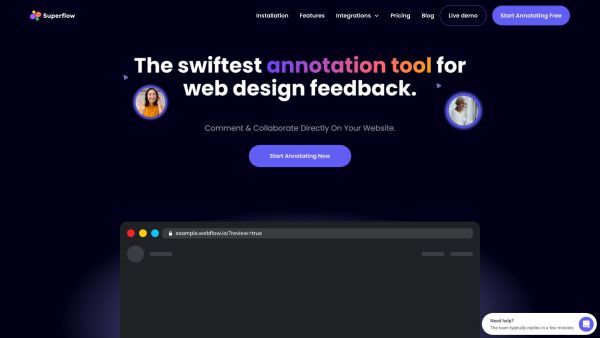 Superflow
Installation
Features
Integrations
Pricing
Blog
Live demo
Start Annotating Free
The swiftest annotation tool for
web design feedback.
Comment & Collaborate Directly On Your Website.
Start Annotating Now
example.webflow.io/?review=true
Need help?
The team typically replies in a few minutes.